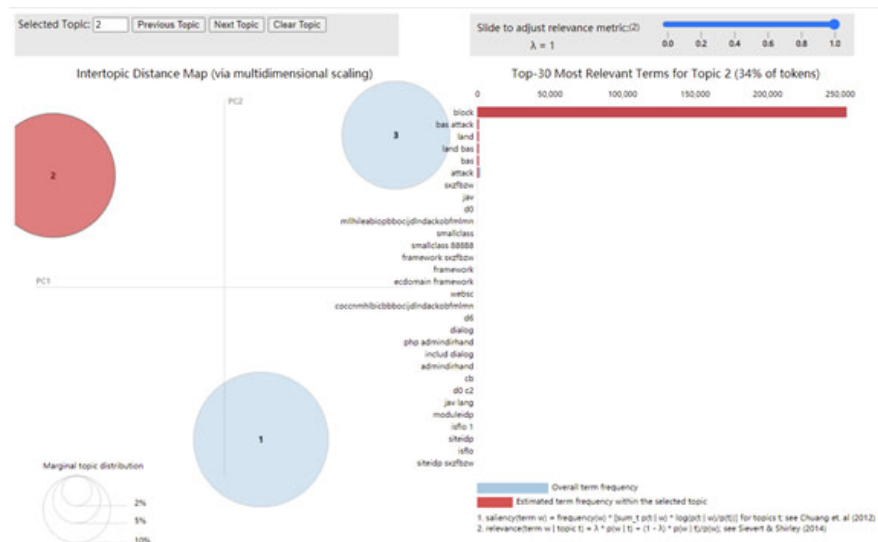 Selected Topic: 2 Previous Topic Next Topic Clear Topic
Slide to adjust relevance metric:(2)
λ = 1
0.0 0.2 0.4 0.6 0.8 1.0
Intertopic Distance Map (via multidimensional scaling)
PC2
PC1
2
3
1
Marginal topic distribution
2%
5%
10%
Top-30 Most Relevant Terms for Topic 2 (34% of tokens)
0 50,000 100,000 150,000 200,000 250,000
block
bas attack
land
land bas
bas
attack
sxzfbzw
jav
d0
smallclass
smallclass 88888
framework sxzfbzw
framework
ecdomain framework
websc
d6
dialog
php admindirhand
includ dialog
admindirhand
cb
d0 c2
jav lang
moduleidp
isflo 1
siteidp
isflo
siteidp sxzfbzw
Overall term frequency
Estimated term frequency within the selected topic
1. saliency(term w) = frequency(w) * [sum_t p(t | w) * log(p(t | w)/p(t))] for topics t; see Chuang et. al (2012)
2. relevance(term w | topic t) = λ * p(w | t) + (1 - λ) * p(w | t)/p(w); see Sievert & Shirley (2014)